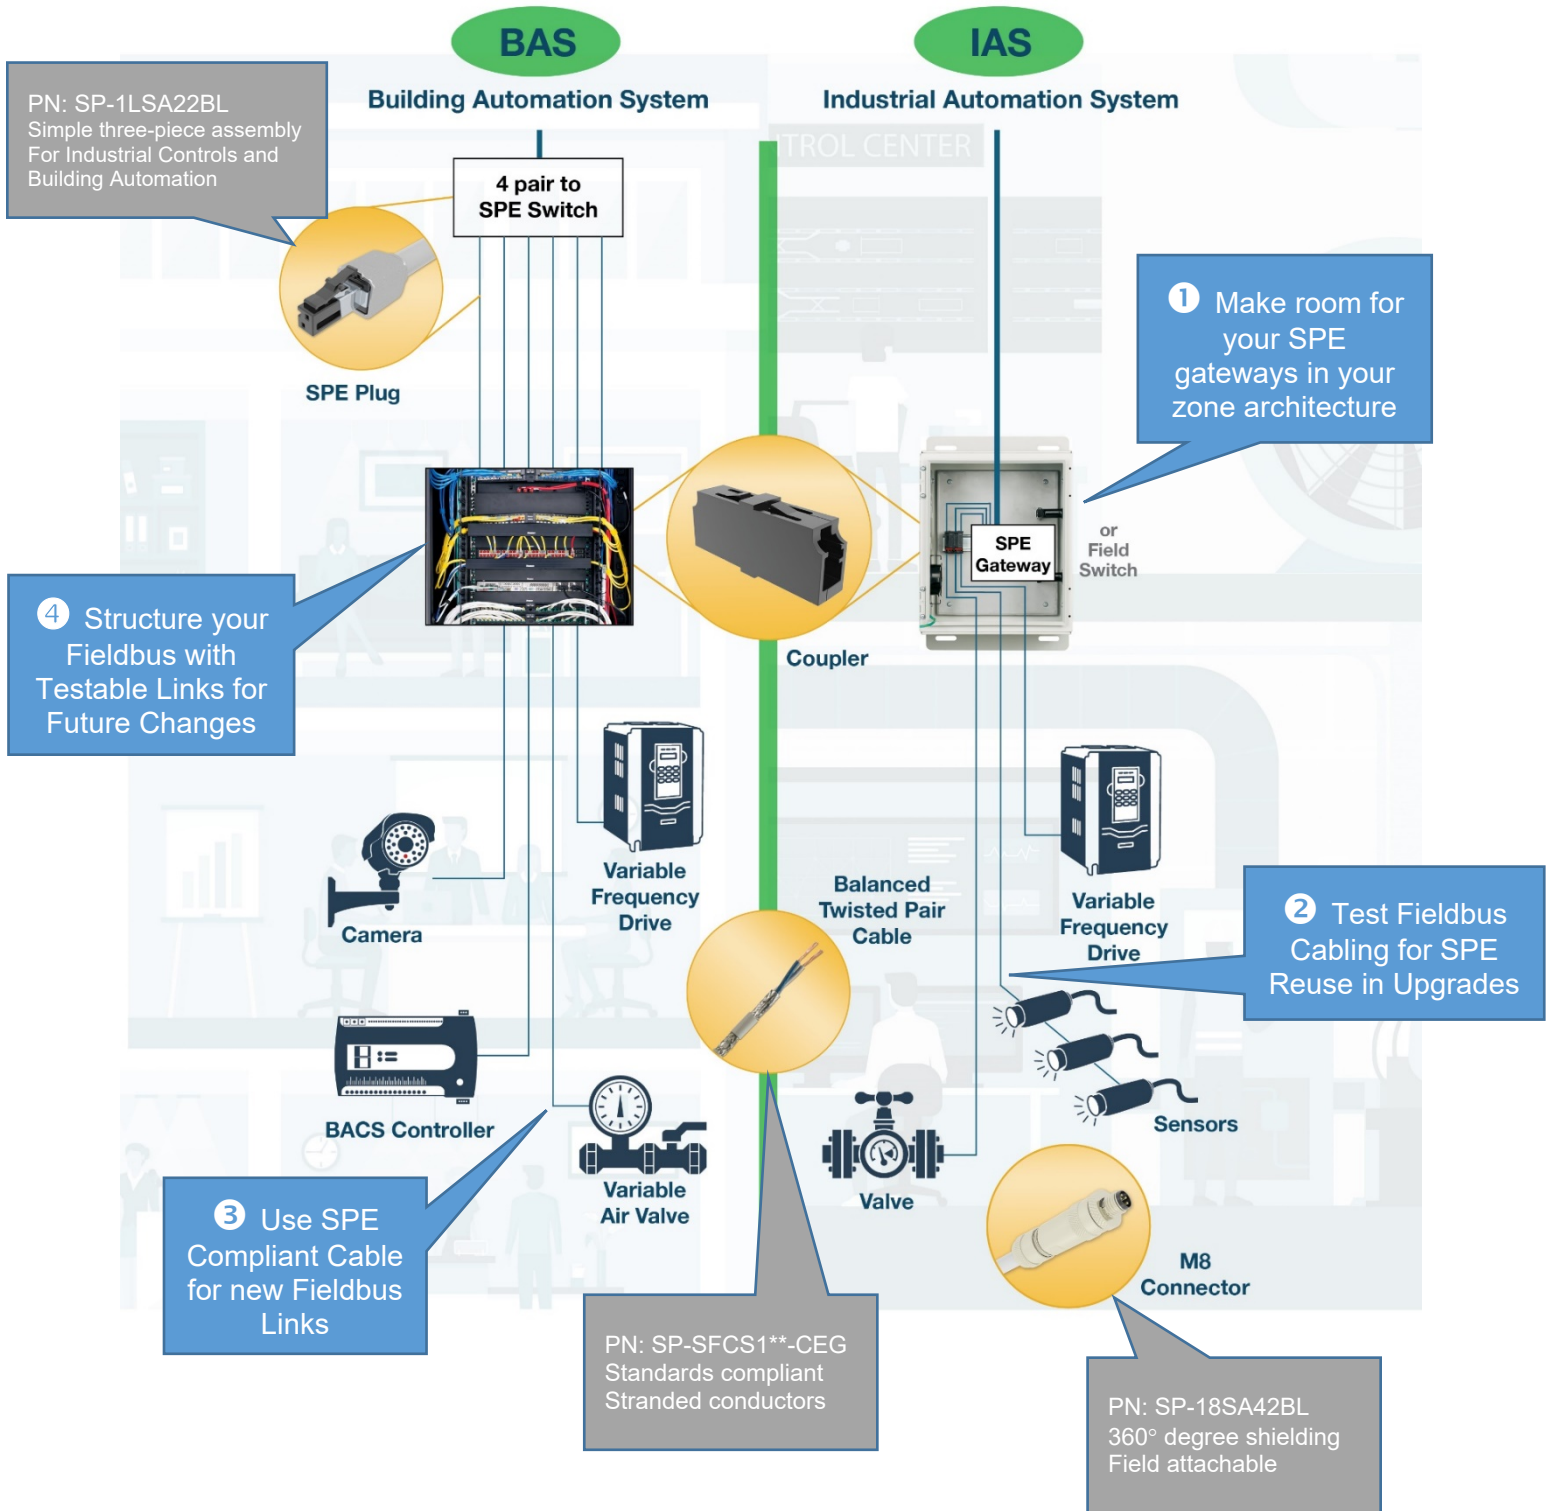 BAS
Building Automation System
IAS
Industrial Automation System
PN: SP-1LSA22BL
Simple three-piece assembly
For Industrial Controls and
Building Automation
TROL CENTER
4 pair to
SPE Switch
SPE Plug
❶ Make room for
your SPE
gateways in your
zone architecture
SPE
Gateway
or
Field
Switch
Coupler
❹ Structure your
Fieldbus with
Testable Links for
Future Changes
Variable
Frequency
Drive
Camera
Balanced
Twisted Pair
Cable
Variable
Frequency
Drive
❷ Test Fieldbus
Cabling for SPE
Reuse in Upgrades
BACS Controller
Variable
Air Valve
Valve
Sensors
❸ Use SPE
Compliant Cable
for new Fieldbus
Links
M8
Connector
PN: SP-SFCS1**-CEG
Standards compliant
Stranded conductors
PN: SP-18SA42BL
360° degree shielding
Field attachable